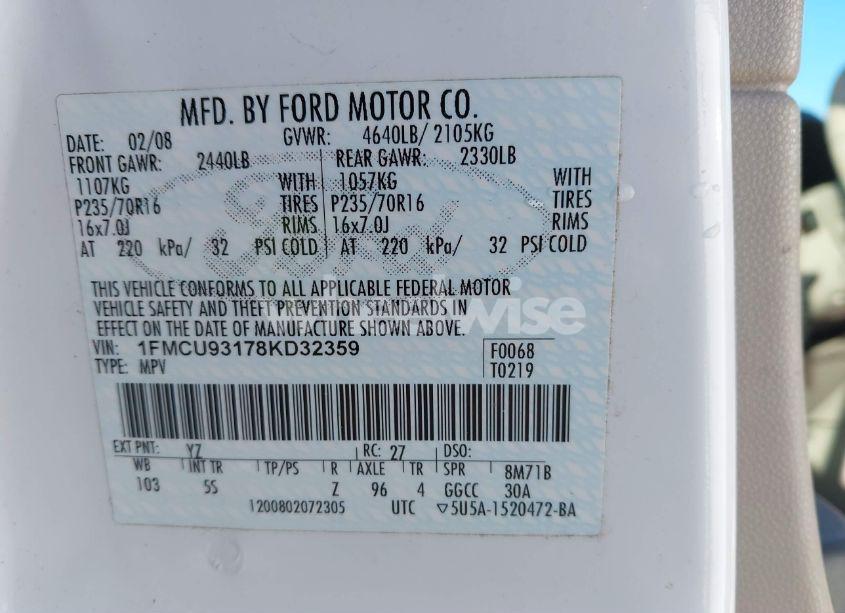 MFD. BY FORD MOTOR CO.
DATE: 02/08 GVWR: 4640LB/ 2105KG
FRONT GAWR: 2440LB REAR GAWR: 2330LB
1107KG WITH 1057KG WITH
P235/70R16 TIRES P235/70R16 TIRES
16x7.0J RIMS 16x7.0J RIMS
AT 220 kPa/ 32 PSI COLD AT 220 kPa/ 32 PSI COLD
THIS VEHICLE CONFORMS TO ALL APPLICABLE FEDERAL MOTOR
VEHICLE SAFETY AND THEFT PREVENTION STANDARDS IN
EFFECT ON THE DATE OF MANUFACTURE SHOWN ABOVE.
VIN: 1FMCU93178KD32359 F0068
TYPE: MPV T0219
EXT PNT: YZ RC: 27 DSO:
WB INT TR TP/PS R AXLE TR SPR 8M71B
103 5S Z 96 4 GGCC 30A
1200802072305 UTC ▽5U5A-1520472-BA